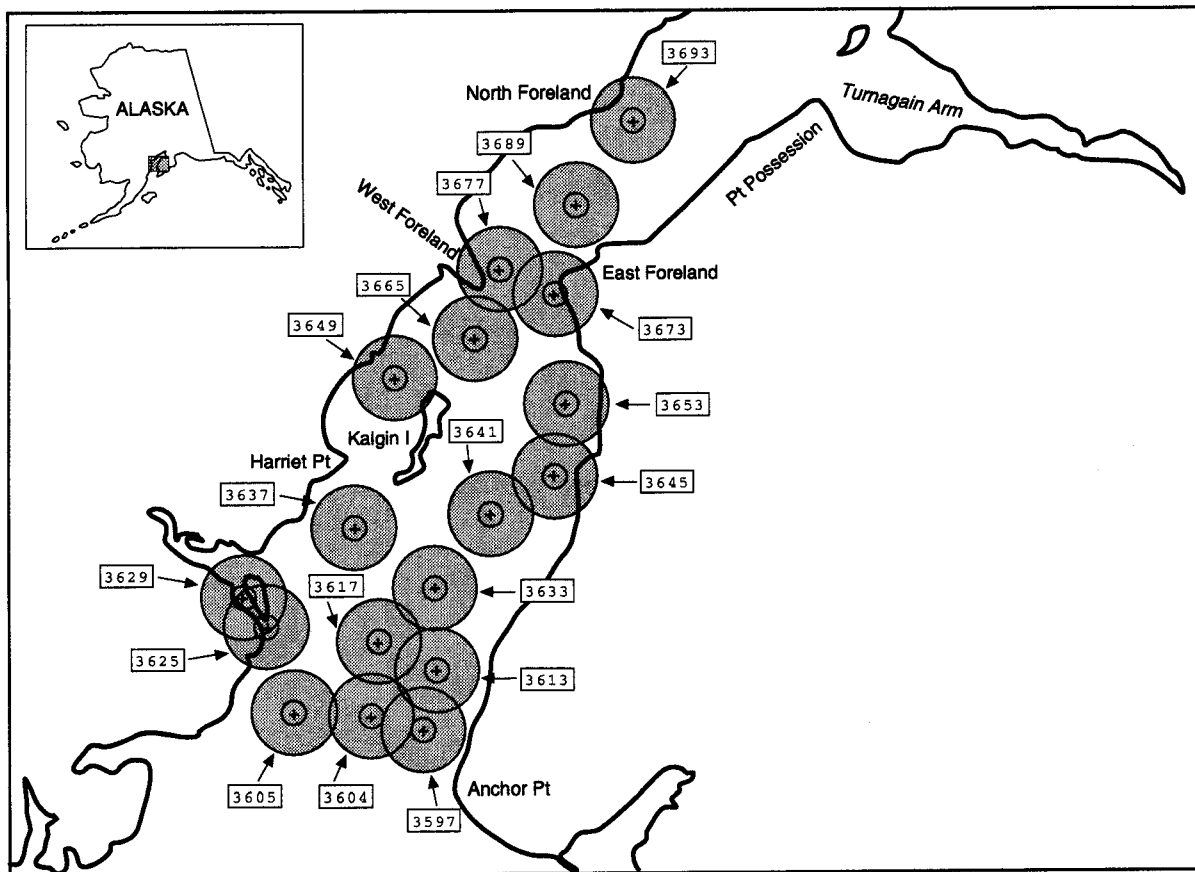 3693
ALASKA
North Foreland
Turnagain Arm
3689
Pt Possession
3677
West Foreland
East Foreland
3665
3673
3649
3653
Kalgin I
3641
Harriet Pt
3645
3637
3629
3617
3633
3625
3613
Anchor Pt
3605
3604
3597